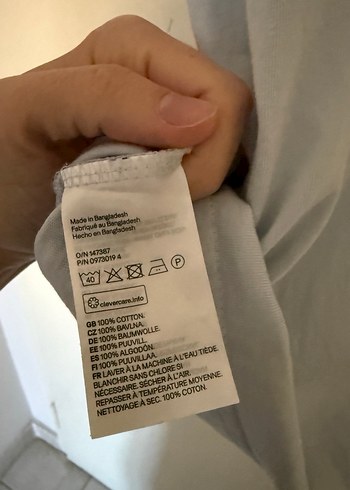 Made in Bangladesh
Fabriqué au Bangladesh
Hecho en Bangladesh
O/N 147367
P/N 0973019 4
40 P
clevercare.info
GB 100% COTTON.
CZ 100% BAVLNA.
DE 100% BAUMWOLLE.
EE 100% PUUVILL.
ES 100% ALGODÓN.
FI 100% PUUVILLAA.
FR LAVER À LA MACHINE À L'EAU TIÈDE.
BLANCHIR SANS CHLORE SI
NÉCESSAIRE. SÉCHER À L'AIR.
REPASSER À TEMPÉRATURE MOYENNE.
NETTOYAGE À SEC. 100% COTON.